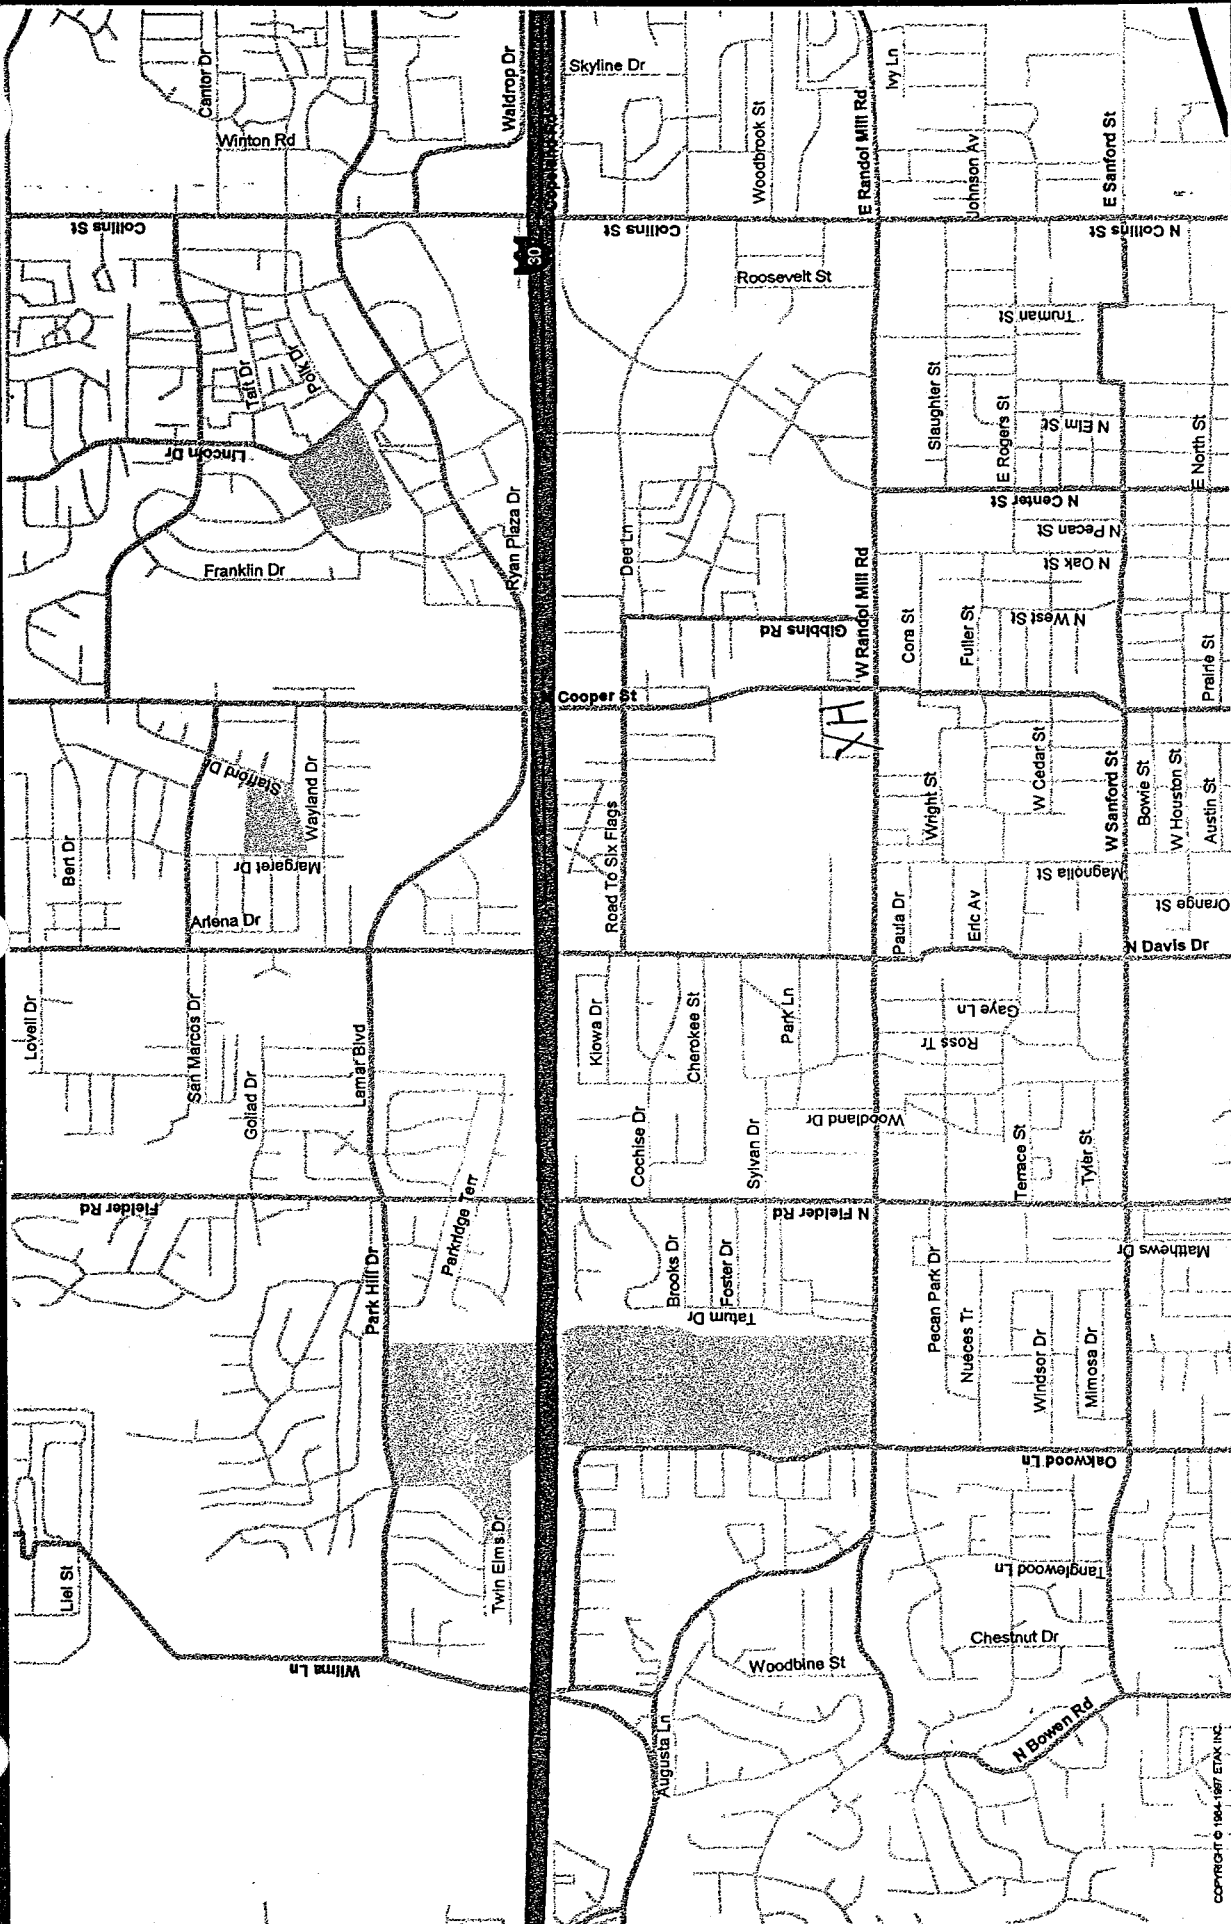 Cantor Dr
Winton Rd
Waldrop Dr
Skyline Dr
Woodbrook St
E Randol Mill Rd
Ivy Ln
Johnson Av
E Sanford St
Copeland Rd
Collins St
30
Collins St
N Collins St
Roosevelt St
Truman St
Taft Dr
Polk Dr
Slaughter St
E Rogers St
N Elm St
E North St
Lincoln Dr
Ryan Plaza Dr
Dee Ln
N Center St
N Pecan St
N Oak St
Franklin Dr
Gibbins Rd
W Randol Mill Rd
Cora St
Fuller St
N West St
Prairie St
Cooper St
XH
Stafford Dr
Wayland Dr
Bert Dr
Margaret Dr
Road To Six Flags
Wright St
W Cedar St
W Sanford St
Bowie St
W Houston St
Austin St
Magnolia St
Orange St
Arlena Dr
Paula Dr
Eric Av
N Davis Dr
Lovell Dr
San Marcos Dr
Goliad Dr
Lamar Blvd
Kiowa Dr
Cherokee St
Park Ln
Gaye Ln
Ross Tr
Cochise Dr
Sylvan Dr
Woodland Dr
Terrace St
Tyler St
Fielder Rd
N Fielder Rd
Parkridge Terr
Park Hill Dr
Brooks Dr
Foster Dr
Tatum Dr
Pecan Park Dr
Nueces Tr
Windsor Dr
Mimosa Dr
Matthews Dr
Oakwood Ln
Liel St
Twin Elms Dr
Tanglewood Ln
Chestnut Dr
Wilma Ln
Woodbine St
Augusta Ln
N Bowen Rd
COPYRIGHT © 1984-1997 ETAK INC.